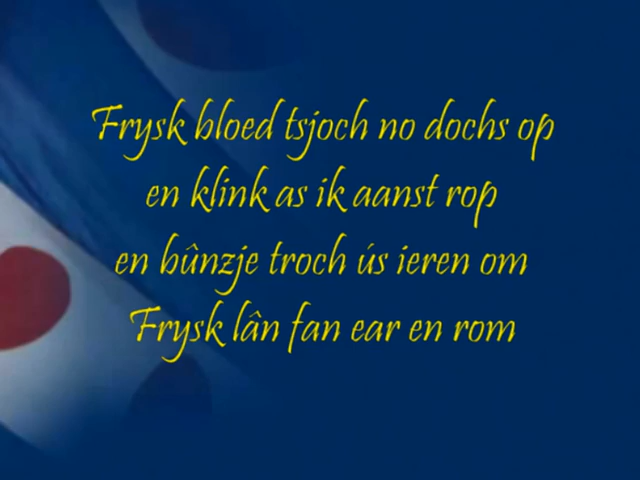 Frysk bloed tsjoch no dochs op
en klink as ik aanst rop
en bûnzje troch ús ieren om
Frysk lân fan ear en rom